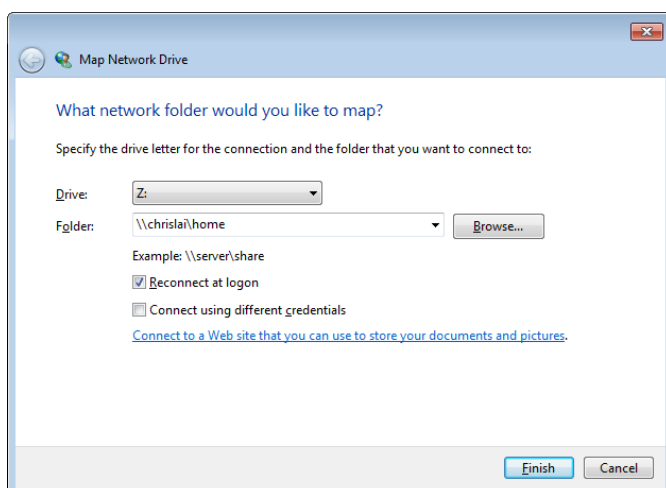 Map Network Drive
What network folder would you like to map?
Specify the drive letter for the connection and the folder that you want to connect to:
Drive: Z:
Folder: \\chrislai\home Browse...
Example: \\server\share
Reconnect at logon
Connect using different credentials
Connect to a Web site that you can use to store your documents and pictures.
Finish Cancel